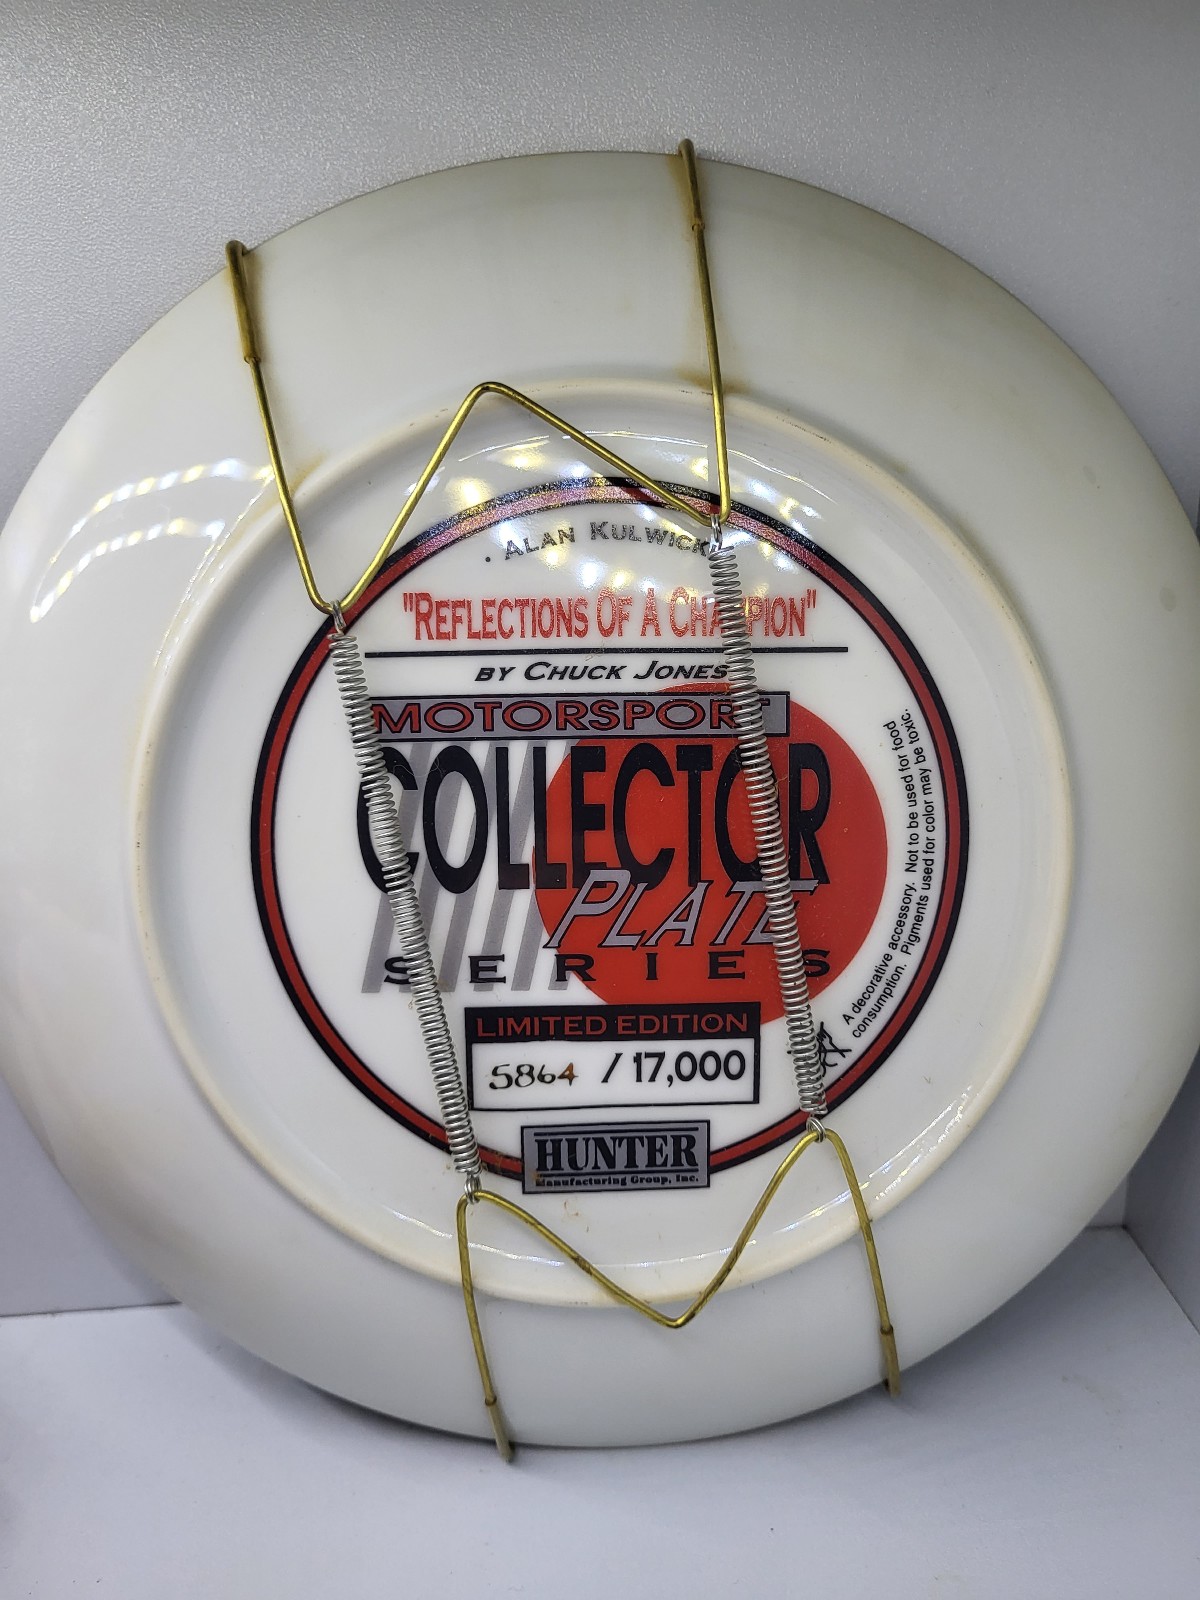 ALAN KULWICK
"REFLECTIONS OF A CHAMPION"
BY CHUCK JONES
MOTORSPORT
COLLECTOR
PLATE
SERIES
LIMITED EDITION
5864 / 17,000
HUNTER
Manufacturing Group, Inc.
A decorative accessory. Not to be used for food
consumption. Pigments used for color may be toxic.